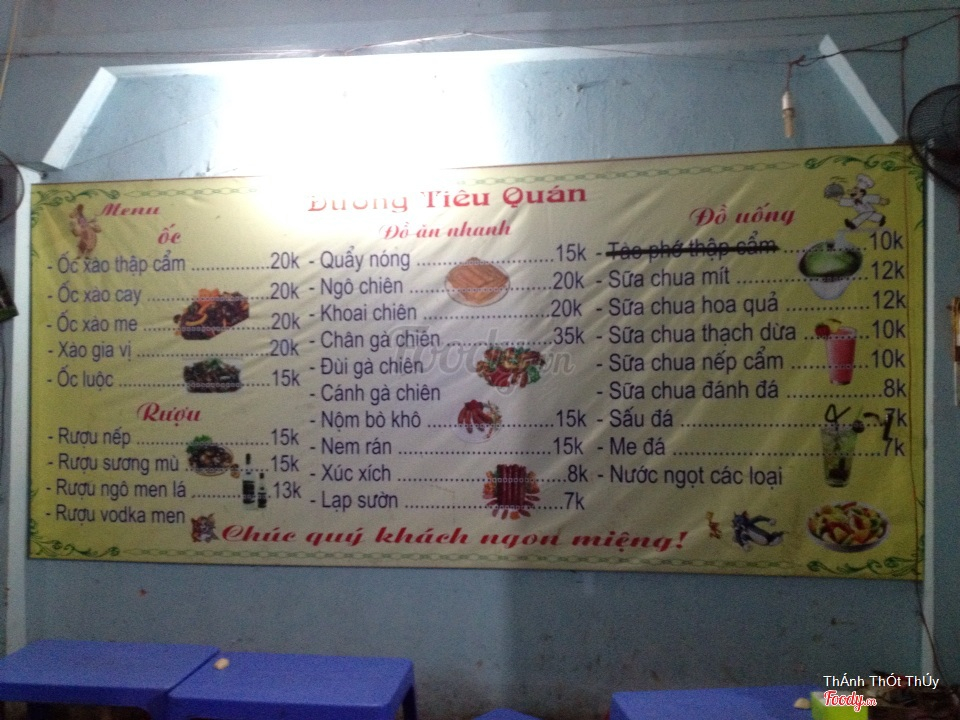 Đường Tiêu Quán
Menu
ốc
- Ốc xào thập cẩm ...............20k
- Ốc xào cay ......................20k
- Ốc xào me ......................20k
- Xào gia vị ......................20k
- Ốc luộc ..........................15k
Rượu
- Rượu nếp ......................15k
- Rượu sương mù ..............15k
- Rượu ngô men lá ..............13k
- Rượu vodka men
Đồ ăn nhanh
- Quẩy nóng ......................15k
- Ngô chiên ......................20k
- Khoai chiên ......................20k
- Chân gà chiên ..................35k
- Đùi gà chiên
- Cánh gà chiên
- Nộm bò khô ......................15k
- Nem rán ......................15k
- Xúc xích ......................8k
- Lạp sườn ......................7k
Đồ uống
- Tào phớ thập cẩm ..............10k
- Sữa chua mít ......................12k
- Sữa chua hoa quả ..............12k
- Sữa chua thạch dừa ..........10k
- Sữa chua nếp cẩm ..............10k
- Sữa chua đánh đá ..............8k
- Sấu đá ......................7k
- Me đá ......................7k
- Nước ngọt các loại
Chúc quý khách ngon miệng!
Foody.vn
ThÁnh ThÓt ThÚy
Foody.vn